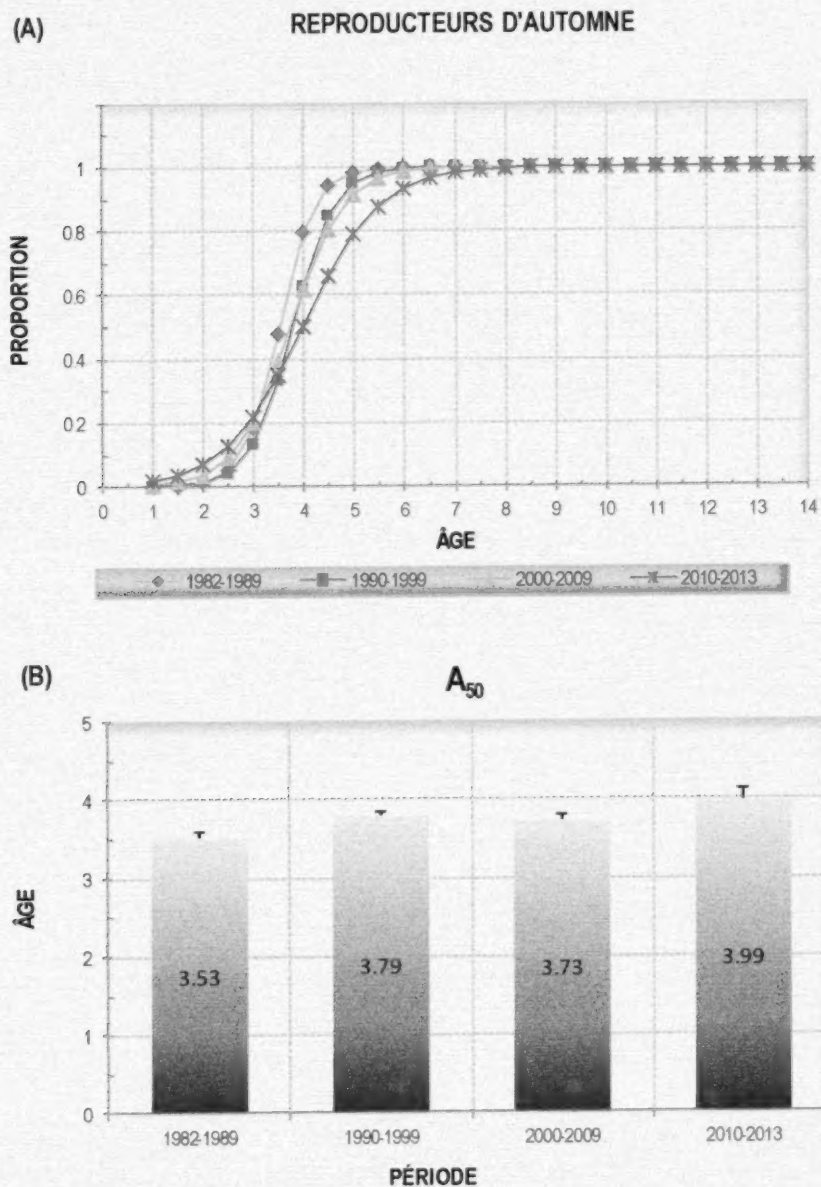 (A) REPRODUCTEURS D'AUTOMNE
PROPORTION
1
0.8
0.6
0.4
0.2
0
0 1 2 3 4 5 6 7 8 9 10 11 12 13 14
ÂGE
1982-1989 1990-1999 2000-2009 2010-2013
(B) A50
ÂGE
5
4
3
2
1
0
3.53 3.79 3.73 3.99
1982-1989 1990-1999 2000-2009 2010-2013
PÉRIODE